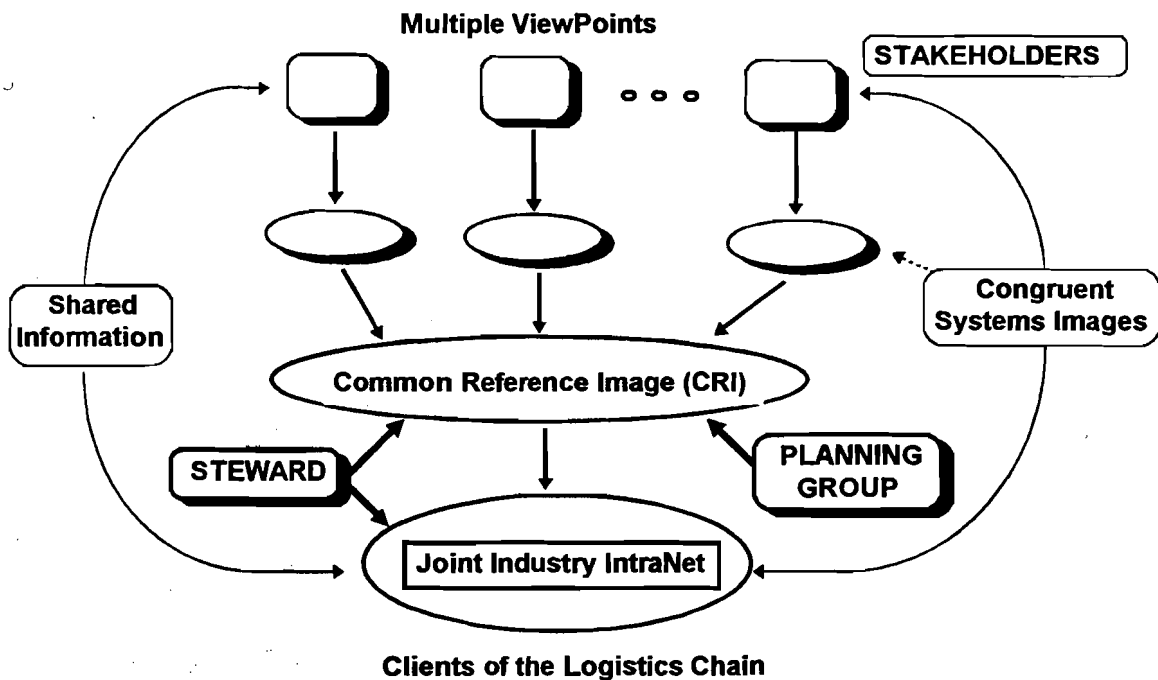 Multiple ViewPoints
STAKEHOLDERS
Shared
Information
Congruent
Systems Images
Common Reference Image (CRI)
STEWARD
PLANNING
GROUP
Joint Industry IntraNet
Clients of the Logistics Chain